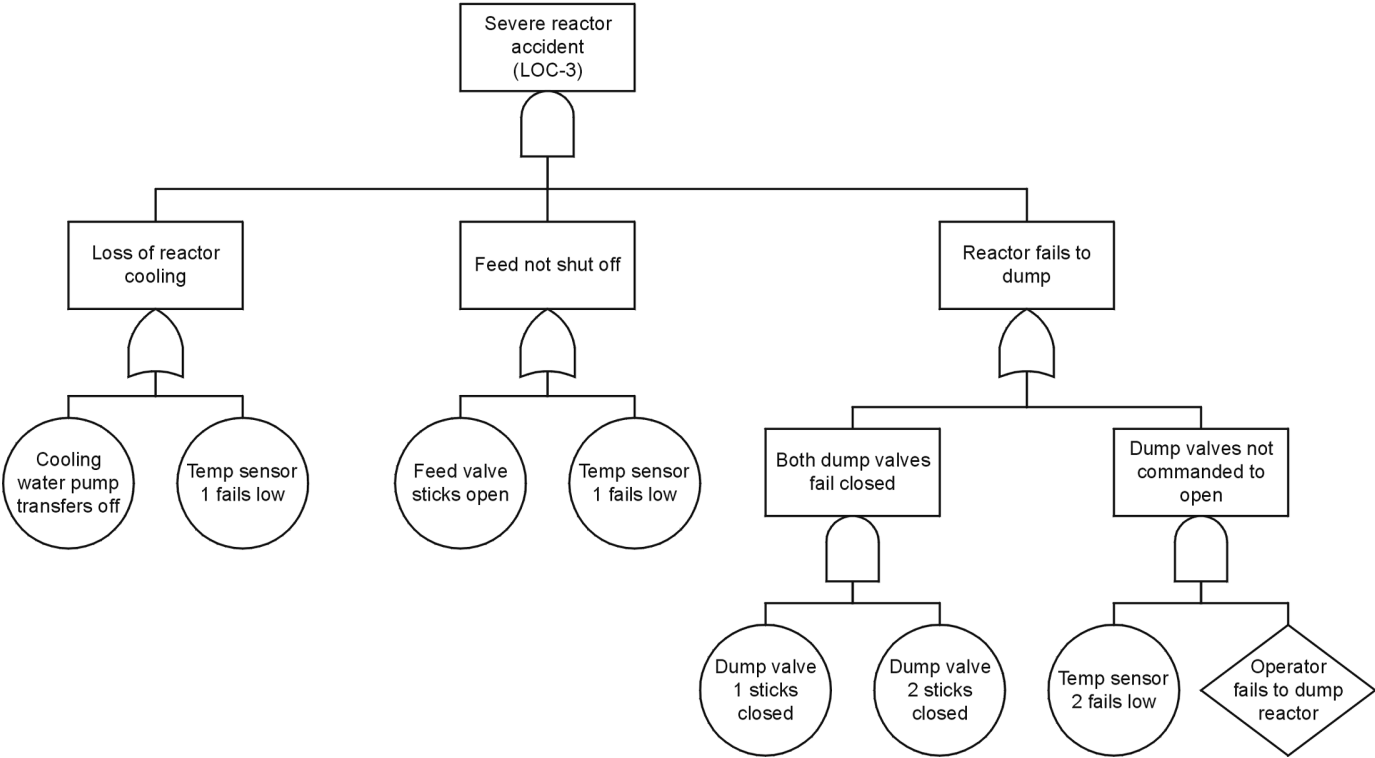 Severe reactor
accident
(LOC-3)
Loss of reactor
cooling
Feed not shut off
Reactor fails to
dump
Cooling
water pump
transfers off
Temp sensor
1 fails low
Feed valve
sticks open
Temp sensor
1 fails low
Both dump valves
fail closed
Dump valves not
commanded to
open
Dump valve
1 sticks
closed
Dump valve
2 sticks
closed
Temp sensor
2 fails low
Operator
fails to dump
reactor